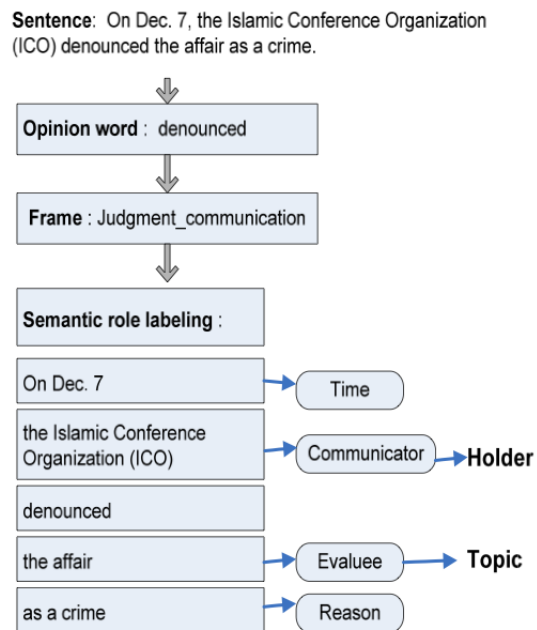 Sentence: On Dec. 7, the Islamic Conference Organization
(ICO) denounced the affair as a crime.
Opinion word : denounced
Frame : Judgment_communication
Semantic role labeling :
On Dec. 7
Time
the Islamic Conference
Organization (ICO)
Communicator
Holder
denounced
the affair
Evaluee
Topic
as a crime
Reason